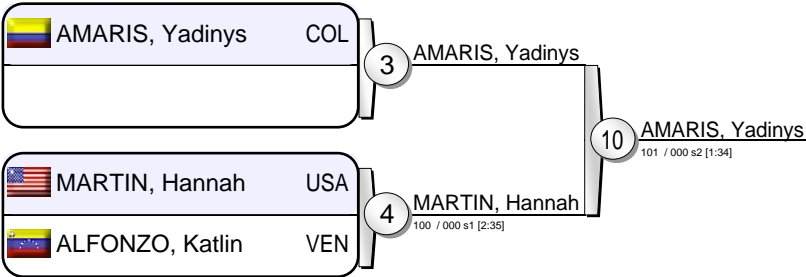 AMARIS, Yadinys COL
3
AMARIS, Yadinys
10
AMARIS, Yadinys
101 / 000 s2 [1:34]
MARTIN, Hannah USA
4
MARTIN, Hannah
100 / 000 s1 [2:35]
ALFONZO, Katlin VEN